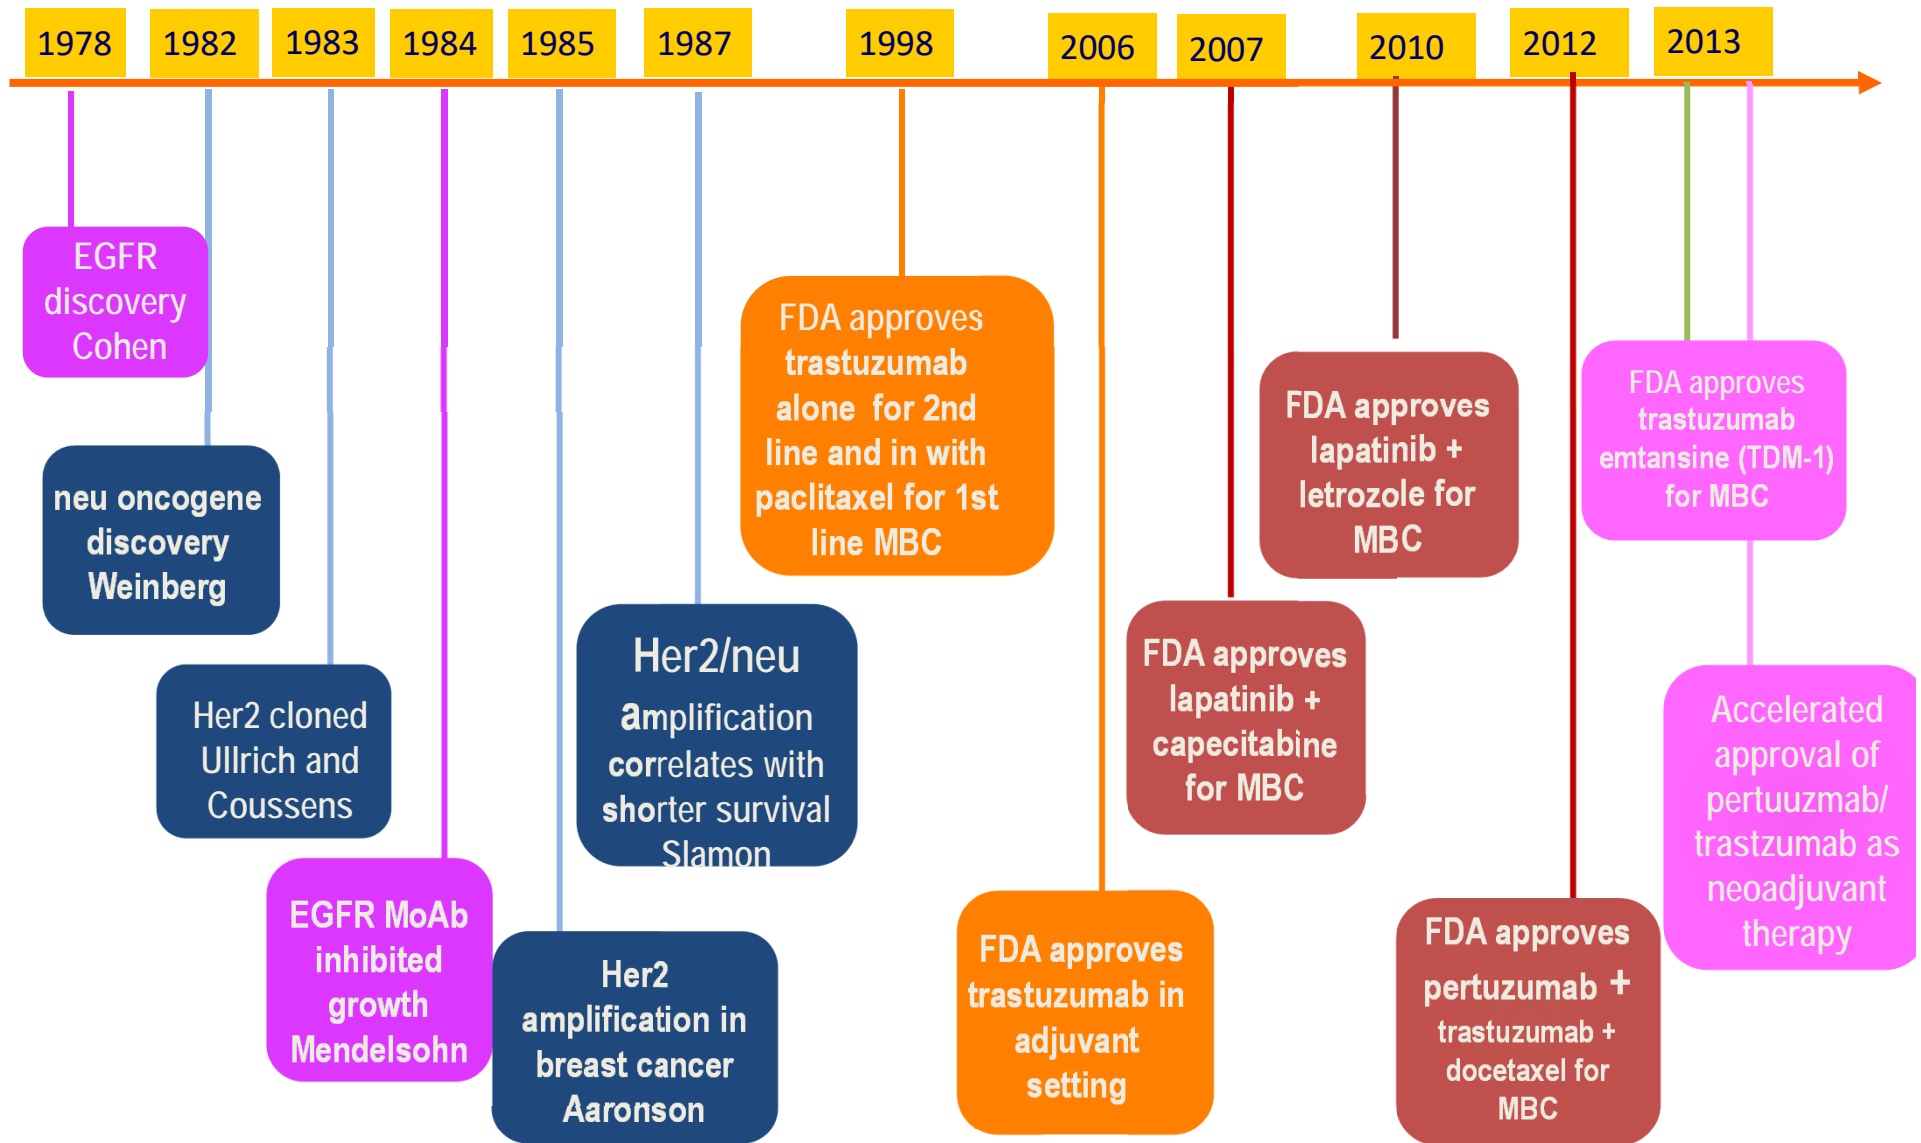 1978
1982
1983
1984
1985
1987
1998
2006
2007
2010
2012
2013
EGFR
discovery
Cohen
neu oncogene
discovery
Weinberg
Her2 cloned
Ullrich and
Coussens
EGFR MoAb
inhibited
growth
Mendelsohn
Her2
amplification in
breast cancer
Aaronson
Her2/neu
amplification
correlates with
shorter survival
Slamon
FDA approves
trastuzumab
alone for 2nd
line and in with
paclitaxel for 1st
line MBC
FDA approves
trastuzumab in
adjuvant
setting
FDA approves
lapatinib +
capecitabine
for MBC
FDA approves
lapatinib +
letrozole for
MBC
FDA approves
pertuzumab +
trastuzumab +
docetaxel for
MBC
FDA approves
trastuzumab
emtansine (TDM-1)
for MBC
Accelerated
approval of
pertuuzmab/
trastzumab as
neoadjuvant
therapy